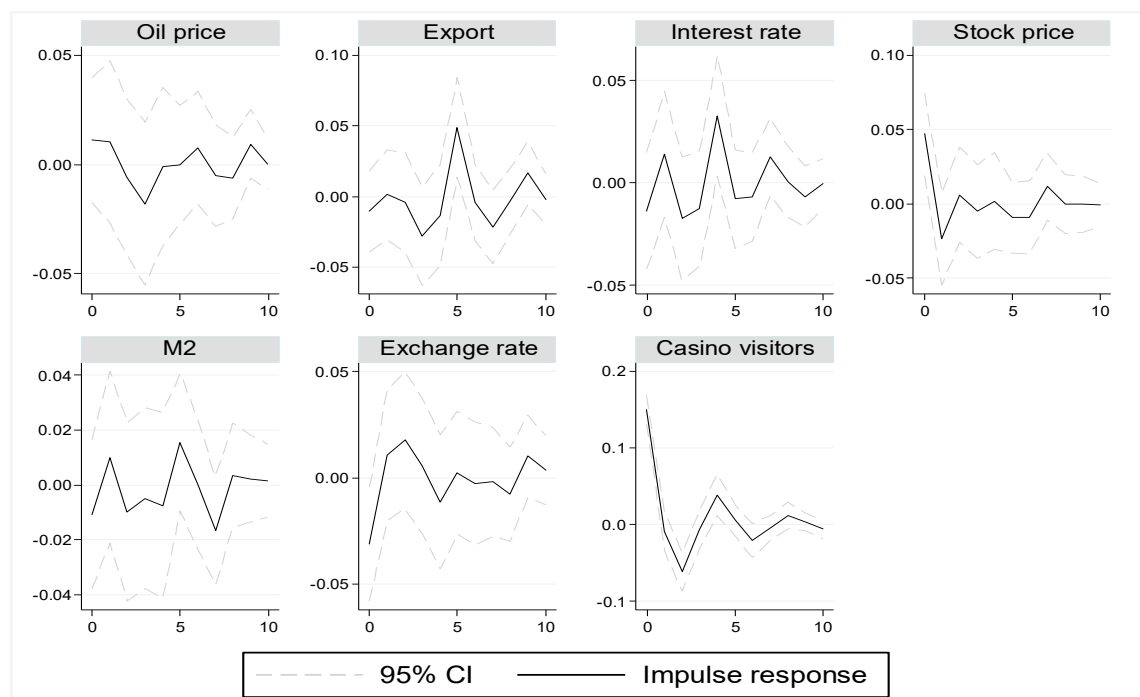 Oil price
0.05
0.00
-0.05
0 5 10
Export
0.10
0.05
0.00
-0.05
0 5 10
Interest rate
0.05
0.00
-0.05
0 5 10
Stock price
0.10
0.05
0.00
-0.05
0 5 10
M2
0.04
0.02
0.00
-0.02
-0.04
0 5 10
Exchange rate
0.05
0.00
-0.05
0 5 10
Casino visitors
0.2
0.1
0.0
-0.1
0 5 10
95% CI Impulse response